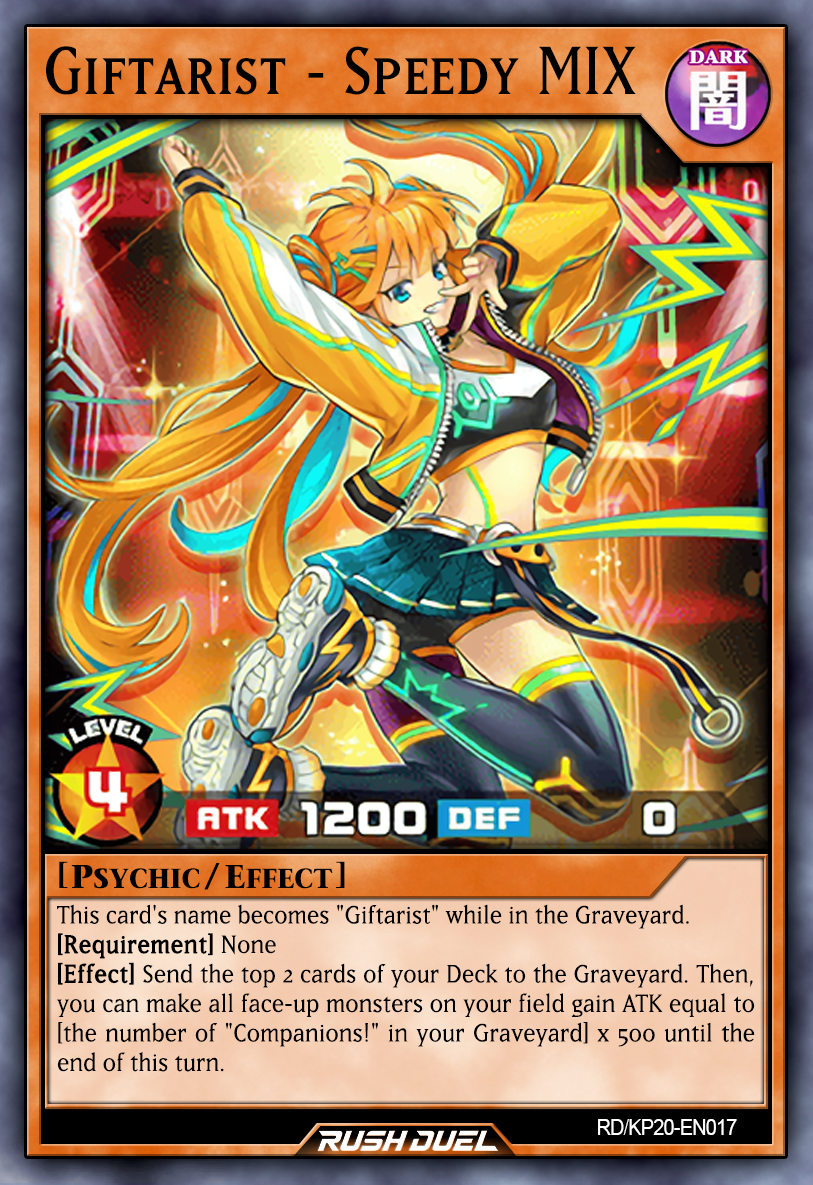 Giftarist - Speedy MIX
DARK
闇
LEVEL
4
ATK 1200 DEF 0
[Psychic/Effect]
This card's name becomes "Giftarist" while in the Graveyard.
[Requirement] None
[Effect] Send the top 2 cards of your Deck to the Graveyard. Then,
you can make all face-up monsters on your field gain ATK equal to
[the number of "Companions!" in your Graveyard] x 500 until the
end of this turn.
RD/KP20-EN017
RUSH DUEL